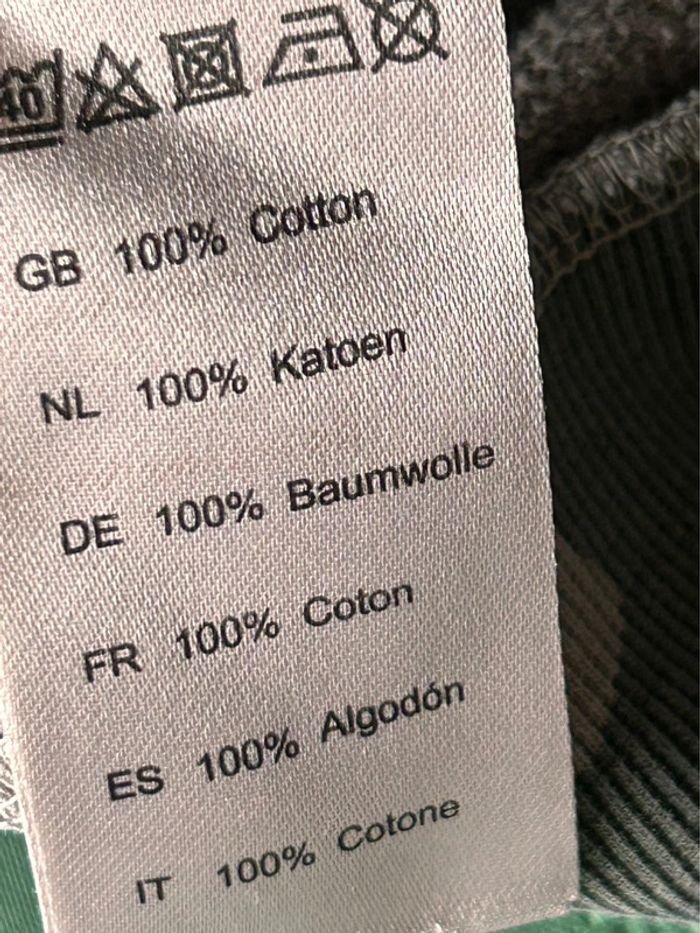 40
GB 100% Cotton
NL 100% Katoen
DE 100% Baumwolle
FR 100% Coton
ES 100% Algodón
IT 100% Cotone